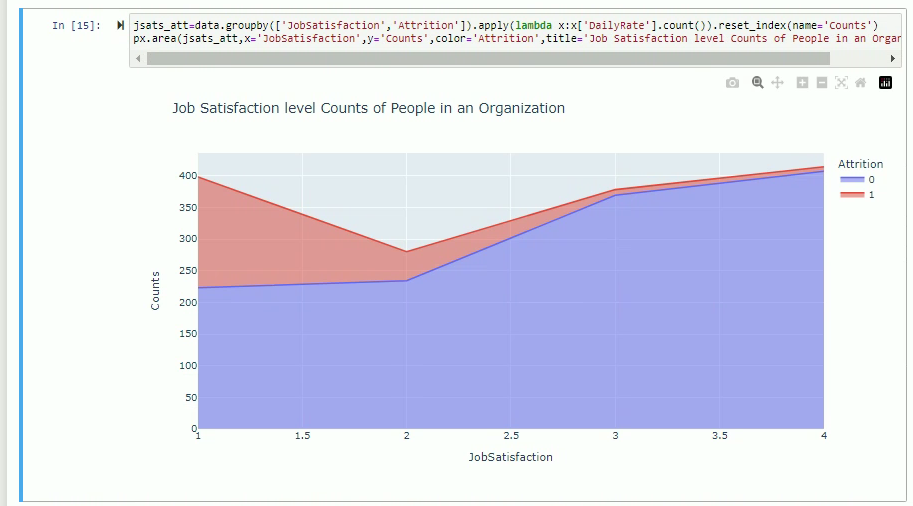 In [15]:
jsats_att=data.groupby(['JobSatisfaction','Attrition']).apply(lambda x:x['DailyRate'].count()).reset_index(name='Counts')
px.area(jsats_att,x='JobSatisfaction',y='Counts',color='Attrition',title='Job Satisfaction level Counts of People in an Organ
Job Satisfaction level Counts of People in an Organization
Attrition
0
1
400
350
300
250
200
150
100
50
0
Counts
1 1.5 2 2.5 3 3.5 4
JobSatisfaction